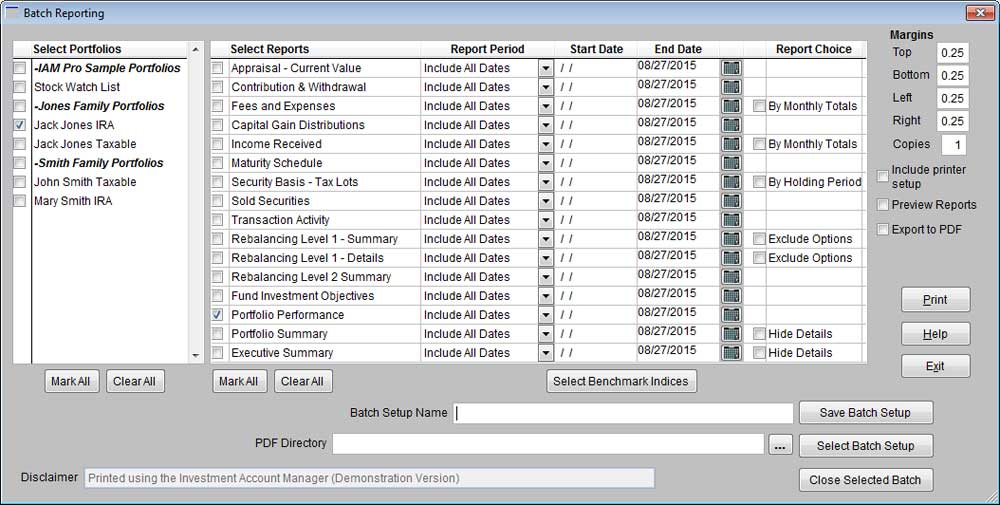 Batch Reporting
Select Portfolios
-IAM Pro Sample Portfolios
Stock Watch List
-Jones Family Portfolios
Jack Jones IRA
Jack Jones Taxable
-Smith Family Portfolios
John Smith Taxable
Mary Smith IRA
Mark All Clear All
Select Reports Report Period Start Date End Date Report Choice
Appraisal - Current Value Include All Dates / / 08/27/2015
Contribution & Withdrawal Include All Dates / / 08/27/2015
Fees and Expenses Include All Dates / / 08/27/2015 By Monthly Totals
Capital Gain Distributions Include All Dates / / 08/27/2015
Income Received Include All Dates / / 08/27/2015 By Monthly Totals
Maturity Schedule Include All Dates / / 08/27/2015
Security Basis - Tax Lots Include All Dates / / 08/27/2015 By Holding Period
Sold Securities Include All Dates / / 08/27/2015
Transaction Activity Include All Dates / / 08/27/2015
Rebalancing Level 1 - Summary Include All Dates / / 08/27/2015 Exclude Options
Rebalancing Level 1 - Details Include All Dates / / 08/27/2015 Exclude Options
Rebalancing Level 2 Summary Include All Dates / / 08/27/2015
Fund Investment Objectives Include All Dates / / 08/27/2015
Portfolio Performance Include All Dates / / 08/27/2015
Portfolio Summary Include All Dates / / 08/27/2015 Hide Details
Executive Summary Include All Dates / / 08/27/2015 Hide Details
Mark All Clear All Select Benchmark Indices
Margins
Top 0.25
Bottom 0.25
Left 0.25
Right 0.25
Copies 1
Include printer
setup
Preview Reports
Export to PDF
Print
Help
Exit
Batch Setup Name Save Batch Setup
PDF Directory ... Select Batch Setup
Disclaimer Printed using the Investment Account Manager (Demonstration Version) Close Selected Batch